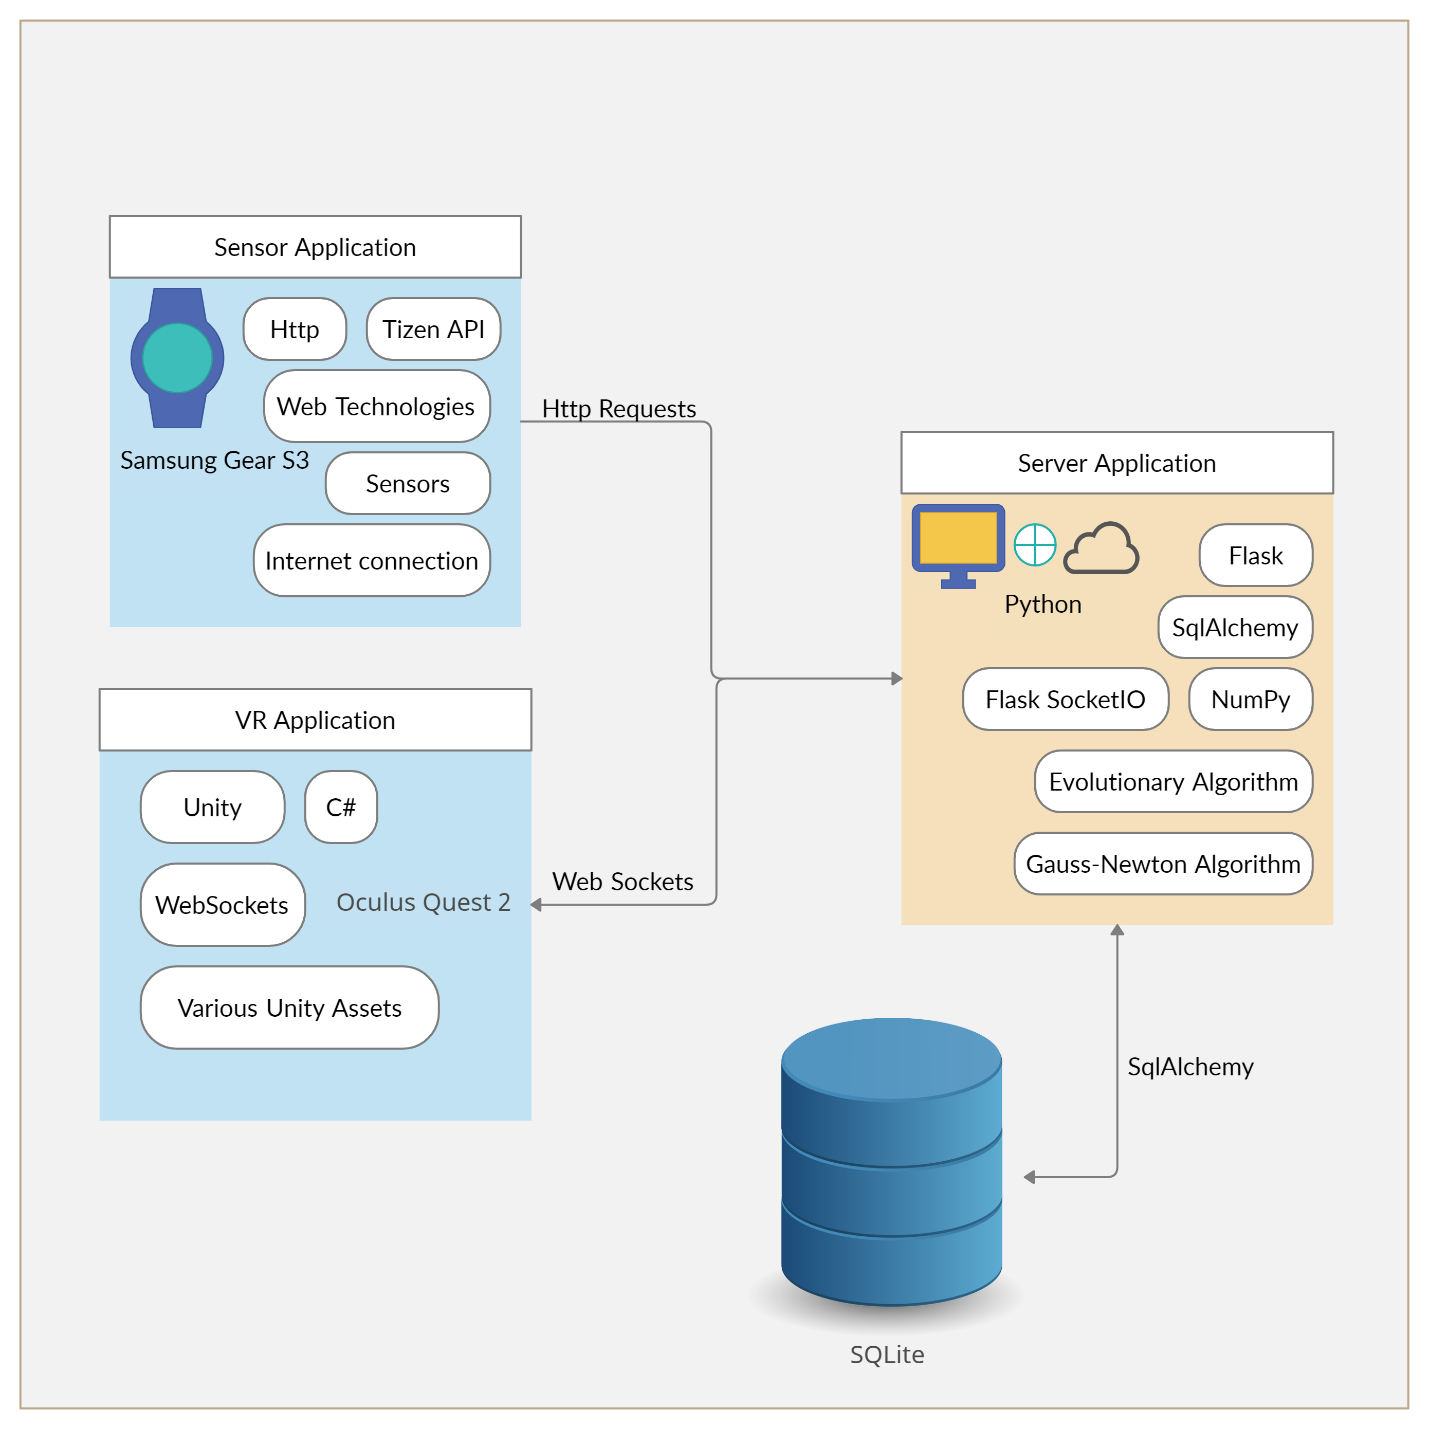 Sensor Application
Http
Tizen API
Web Technologies
Samsung Gear S3
Sensors
Internet connection
Http Requests
Server Application
Flask
Python
SqlAlchemy
Flask SocketIO
NumPy
Evolutionary Algorithm
Gauss-Newton Algorithm
VR Application
Unity
C#
WebSockets
Oculus Quest 2
Various Unity Assets
Web Sockets
SqlAlchemy
SQLite